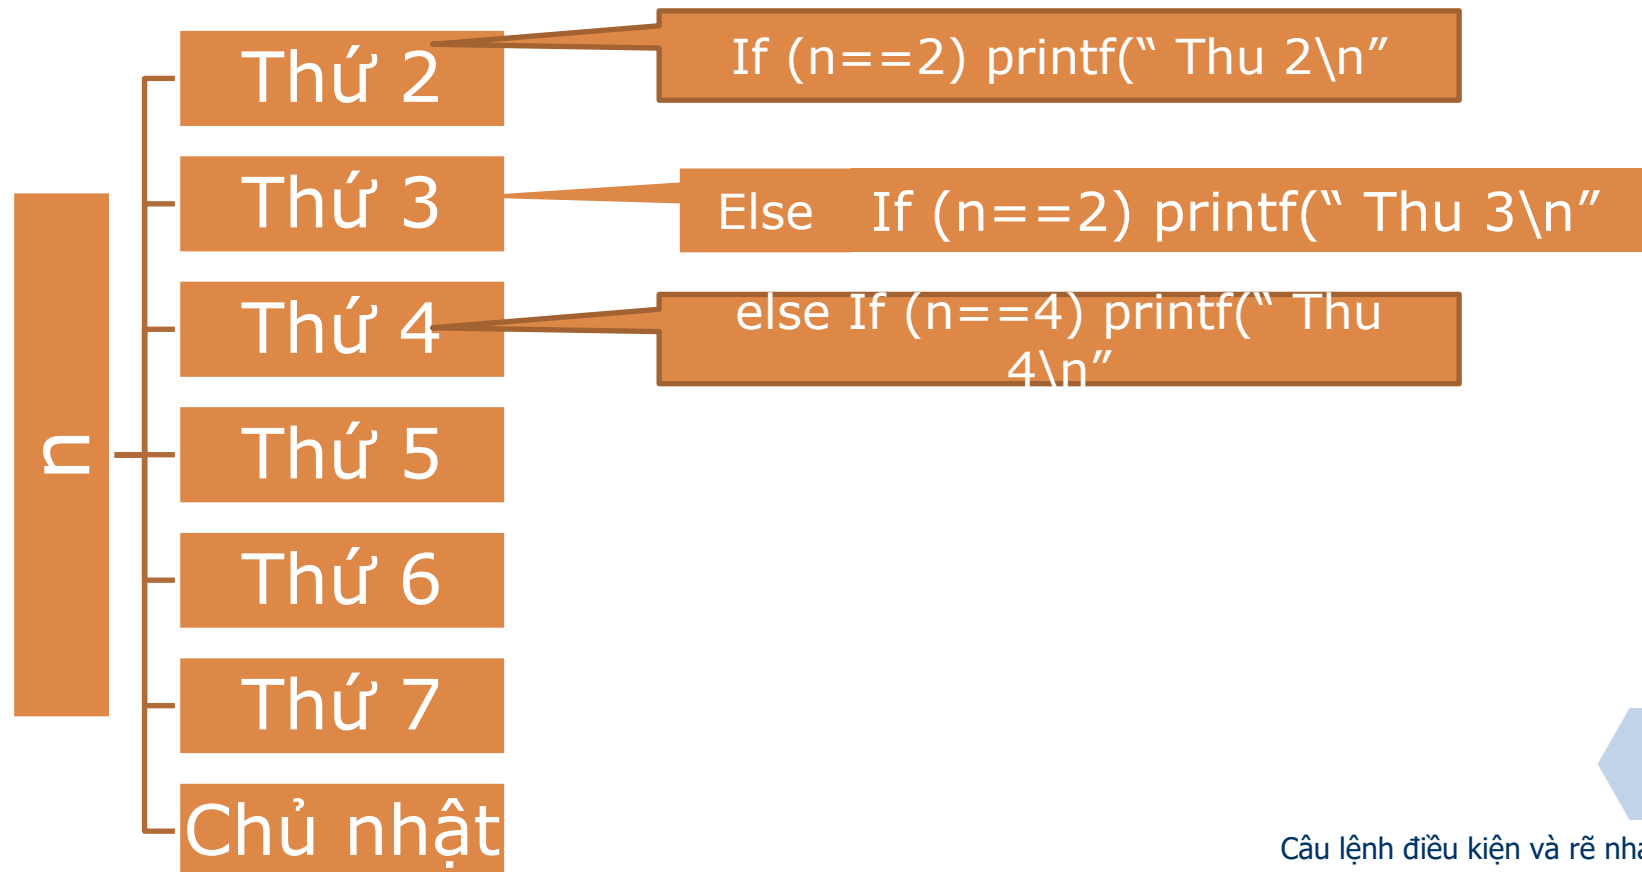 n
Thứ 2
If (n==2) printf(“ Thu 2\n”
Thứ 3
Else If (n==2) printf(“ Thu 3\n”
Thứ 4
else If (n==4) printf(“ Thu
4\n”
Thứ 5
Thứ 6
Thứ 7
Chủ nhật
Câu lệnh điều kiện và rẽ